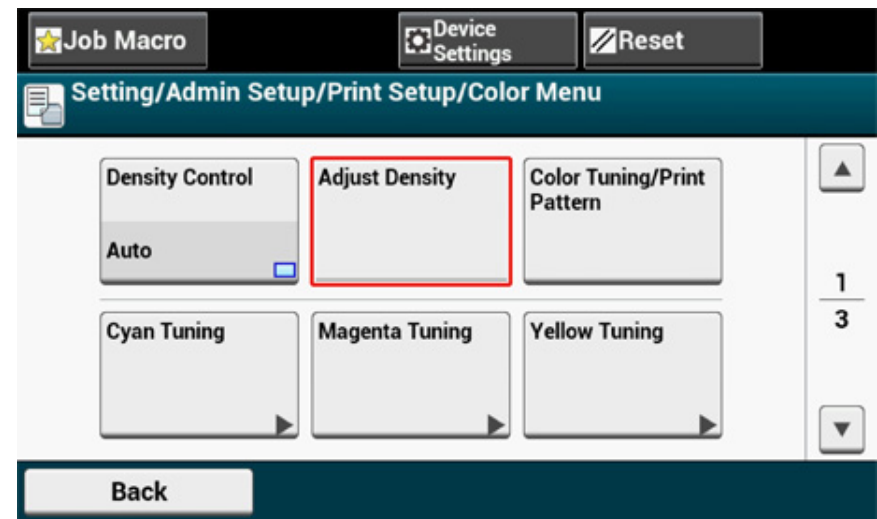 Job Macro
Device
Settings
Reset
Setting/Admin Setup/Print Setup/Color Menu
Density Control
Auto
Adjust Density
Color Tuning/Print
Pattern
1
3
Cyan Tuning
Magenta Tuning
Yellow Tuning
Back